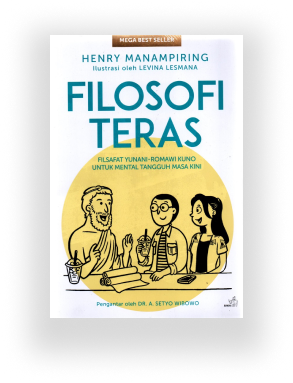 MEGA BEST SELLER
HENRY MANAMPIRING
Ilustrasi oleh LEVINA LESMANA
FILOSOFI
TERAS
FILSAFAT YUNANI-ROMAWI KUNO
UNTUK MENTAL TANGGUH MASA KINI
Pengantar oleh DR. A. SETYO WIBOWO